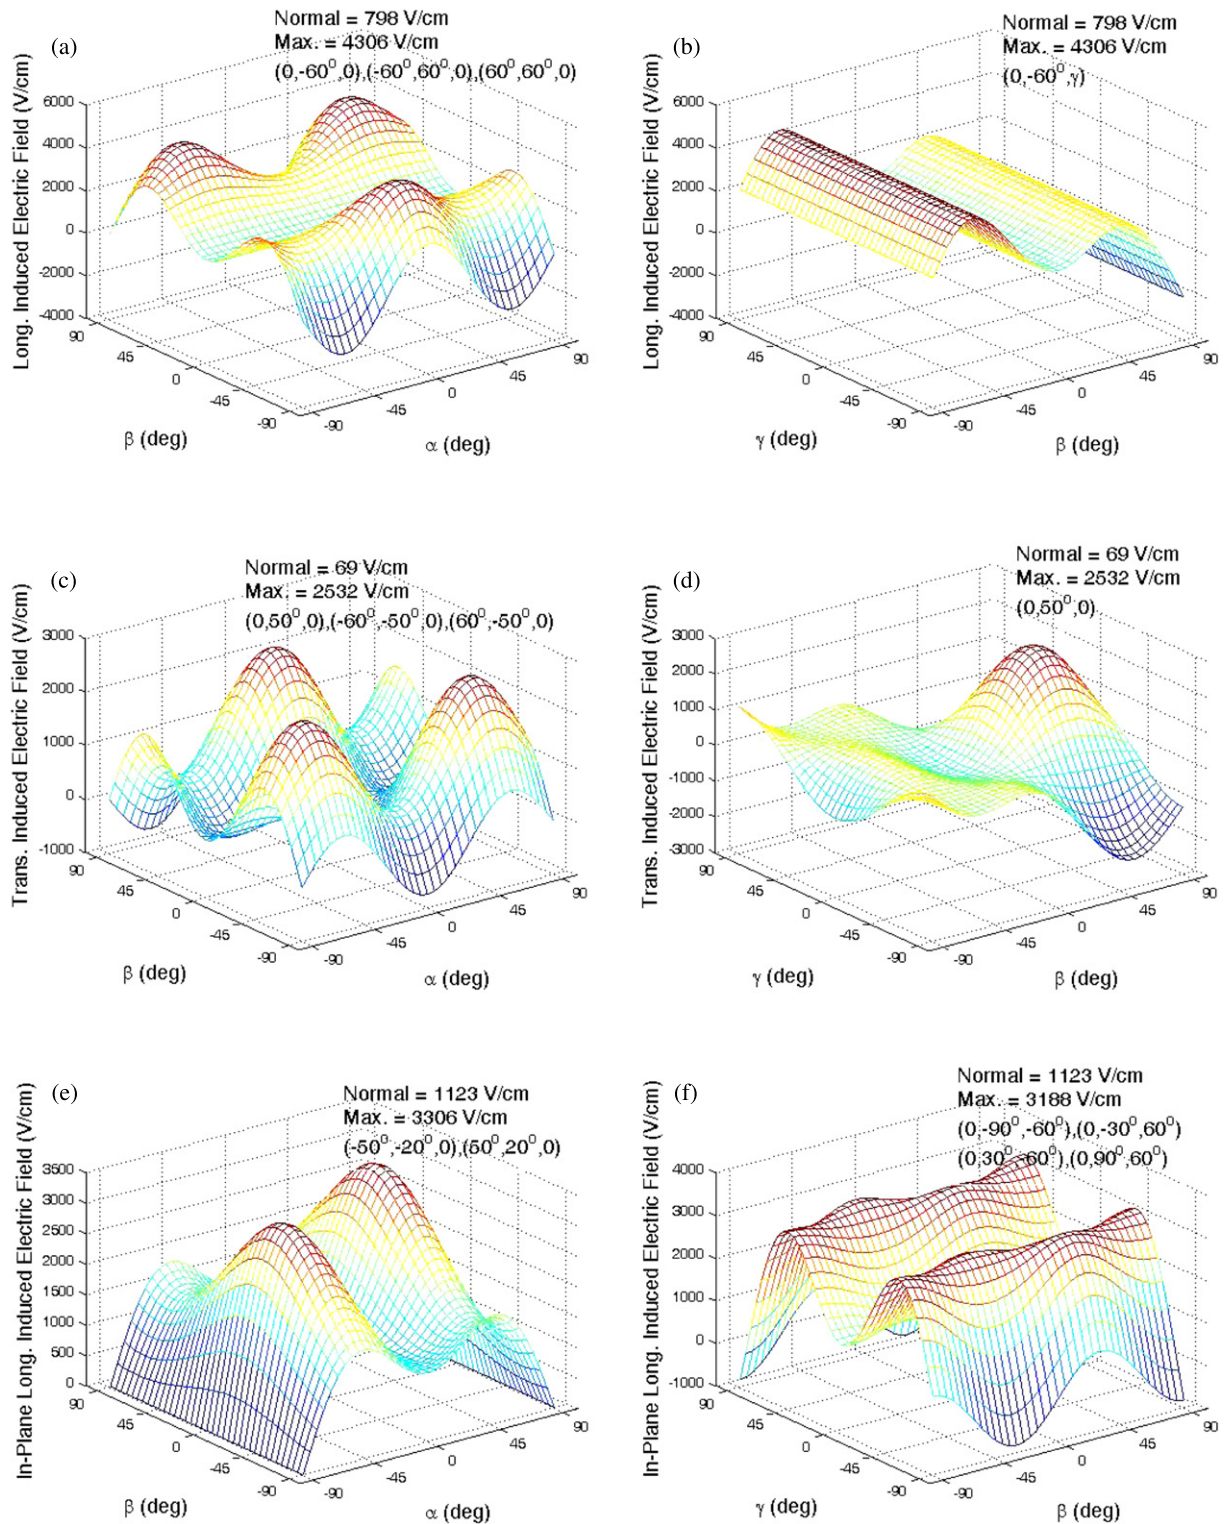 (a)
Normal = 798 V/cm
Max. = 4306 V/cm
(0,-60⁰,0),(-60⁰,60⁰,0),(60⁰,60⁰,0)
Long. Induced Electric Field (V/cm)
6000
4000
2000
0
-2000
-4000
90
45
0
-45
-90
β (deg)
-90
-45
0
45
90
α (deg)
(b)
Normal = 798 V/cm
Max. = 4306 V/cm
(0,-60⁰,γ)
Long. Induced Electric Field (V/cm)
6000
4000
2000
0
-2000
-4000
90
45
0
-45
-90
γ (deg)
-90
-45
0
45
90
β (deg)
(c)
Normal = 69 V/cm
Max. = 2532 V/cm
(0,50⁰,0),(-60⁰,-50⁰,0),(60⁰,-50⁰,0)
Trans. Induced Electric Field (V/cm)
3000
2000
1000
0
-1000
90
45
0
-45
-90
β (deg)
-90
-45
0
45
90
α (deg)
(d)
Normal = 69 V/cm
Max. = 2532 V/cm
(0,50⁰,0)
Trans. Induced Electric Field (V/cm)
3000
2000
1000
0
-1000
-2000
-3000
90
45
0
-45
-90
γ (deg)
-90
-45
0
45
90
β (deg)
(e)
Normal = 1123 V/cm
Max. = 3306 V/cm
(-50⁰,-20⁰,0),(50⁰,20⁰,0)
In-Plane Long. Induced Electric Field (V/cm)
3500
3000
2500
2000
1500
1000
500
0
90
45
0
-45
-90
β (deg)
-90
-45
0
45
90
α (deg)
(f)
Normal = 1123 V/cm
Max. = 3188 V/cm
(0,-90⁰,-60⁰),(0,-30⁰,60⁰)
(0,30⁰,-60⁰),(0,90⁰,60⁰)
In-Plane Long. Induced Electric Field (V/cm)
4000
3000
2000
1000
0
-1000
90
45
0
-45
-90
γ (deg)
-90
-45
0
45
90
β (deg)